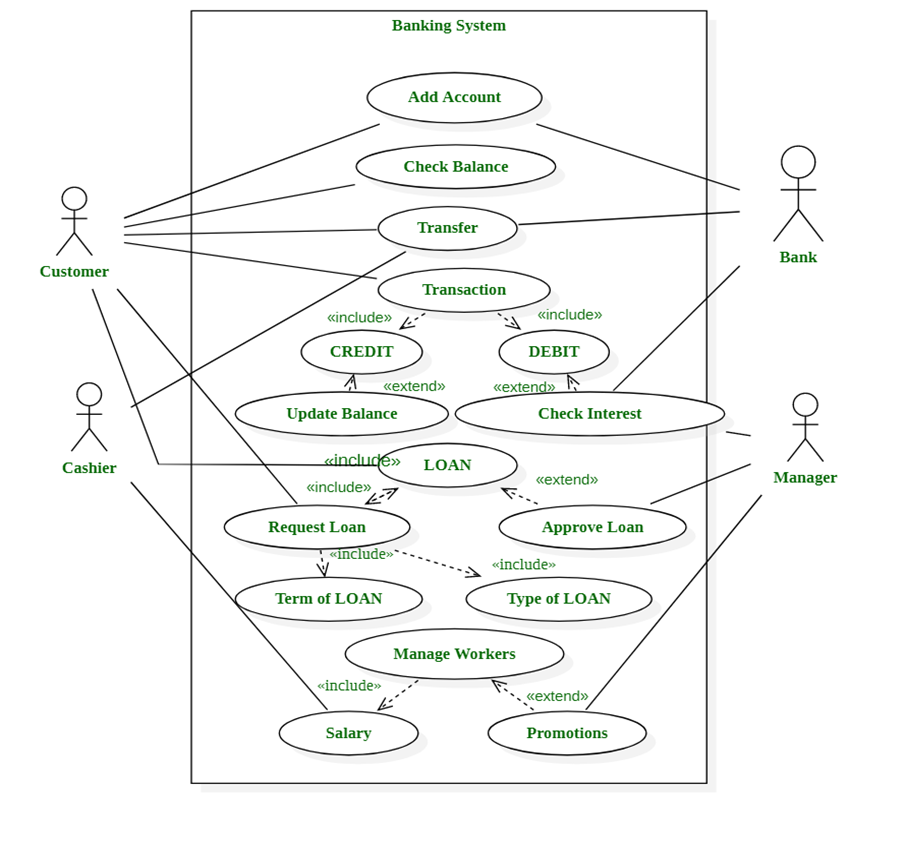 Banking System
Add Account
Check Balance
Transfer
Customer
Bank
Transaction
«include»
«include»
CREDIT
DEBIT
«extend»
«extend»
Update Balance
Check Interest
Cashier
Manager
«include»
LOAN
«include»
«extend»
Request Loan
Approve Loan
«include»
«include»
Term of LOAN
Type of LOAN
Manage Workers
«include»
«extend»
Salary
Promotions